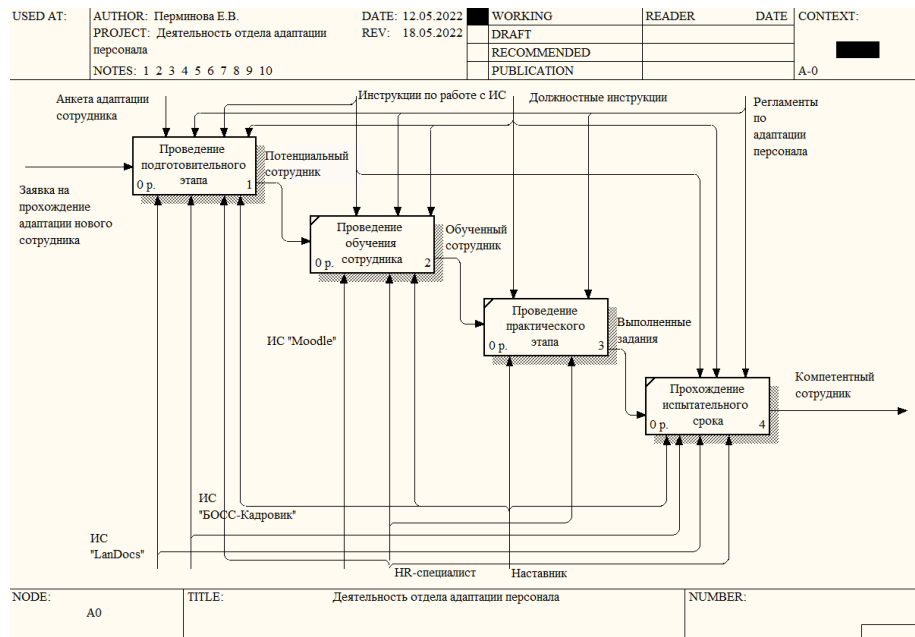 USED AT:
AUTHOR: Перминова Е.В.
DATE: 12.05.2022
WORKING
READER
DATE
CONTEXT:
PROJECT: Деятельность отдела адаптации
персонала
REV: 18.05.2022
DRAFT
RECOMMENDED
NOTES: 1 2 3 4 5 6 7 8 9 10
PUBLICATION
A-0
Анкета адаптации
сотрудника
Инструкции по работе с ИС
Должностные инструкции
Регламенты
по
адаптации
персонала
Проведение
подготовительного
этапа
0 р.
1
Потенциальный
сотрудник
Заявка на
прохождение
адаптации нового
сотрудника
Проведение
обучения
сотрудника
0 р.
2
Обученный
сотрудник
Проведение
практического
этапа
0 р.
3
ИС "Moodle"
Выполненные
задания
Прохождение
испытательного
срока
0 р.
4
Компетентный
сотрудник
ИС
"БОСС-Кадровик"
ИС
"LanDocs"
HR-специалист
Наставник
NODE:
A0
TITLE:
Деятельность отдела адаптации персонала
NUMBER: